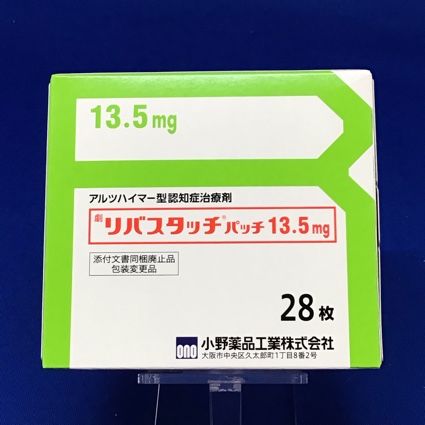 13.5mg
アルツハイマー型認知症治療剤
劇 リバスタッチ® パッチ 13.5mg
添付文書同梱廃止品
包装変更品
28枚
ono 小野薬品工業株式会社
大阪市中央区久太郎町1丁目8番2号